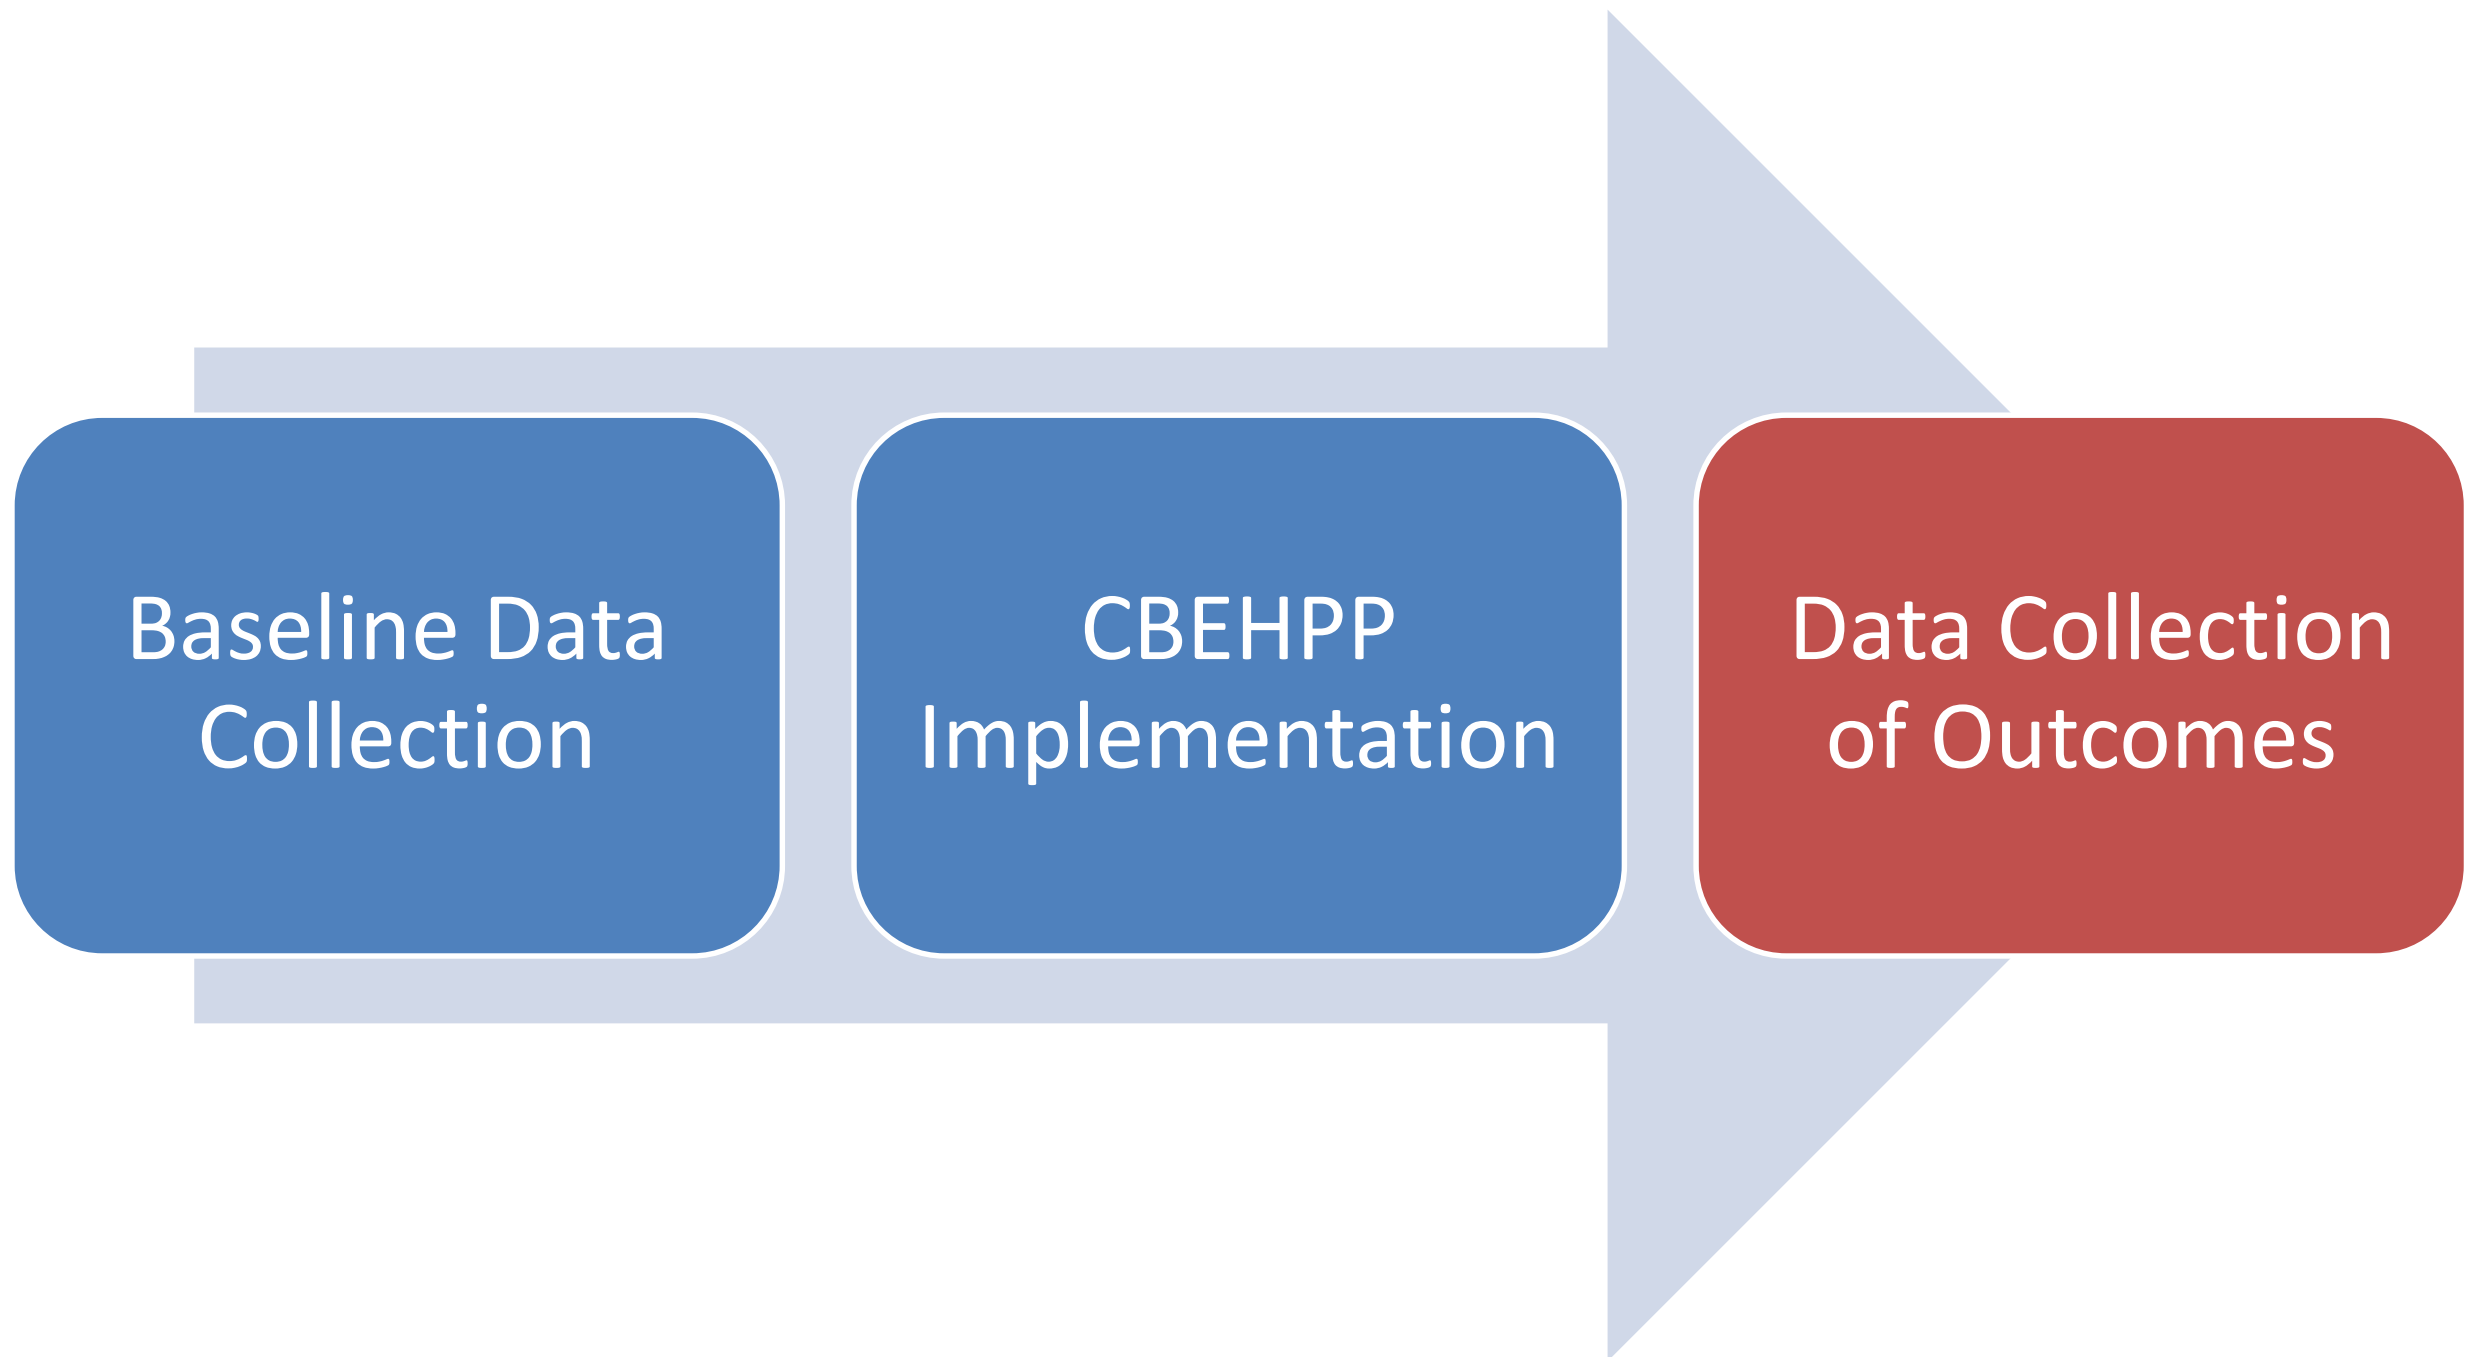 Baseline Data
Collection
CBEHPP
Implementation
Data Collection
of Outcomes